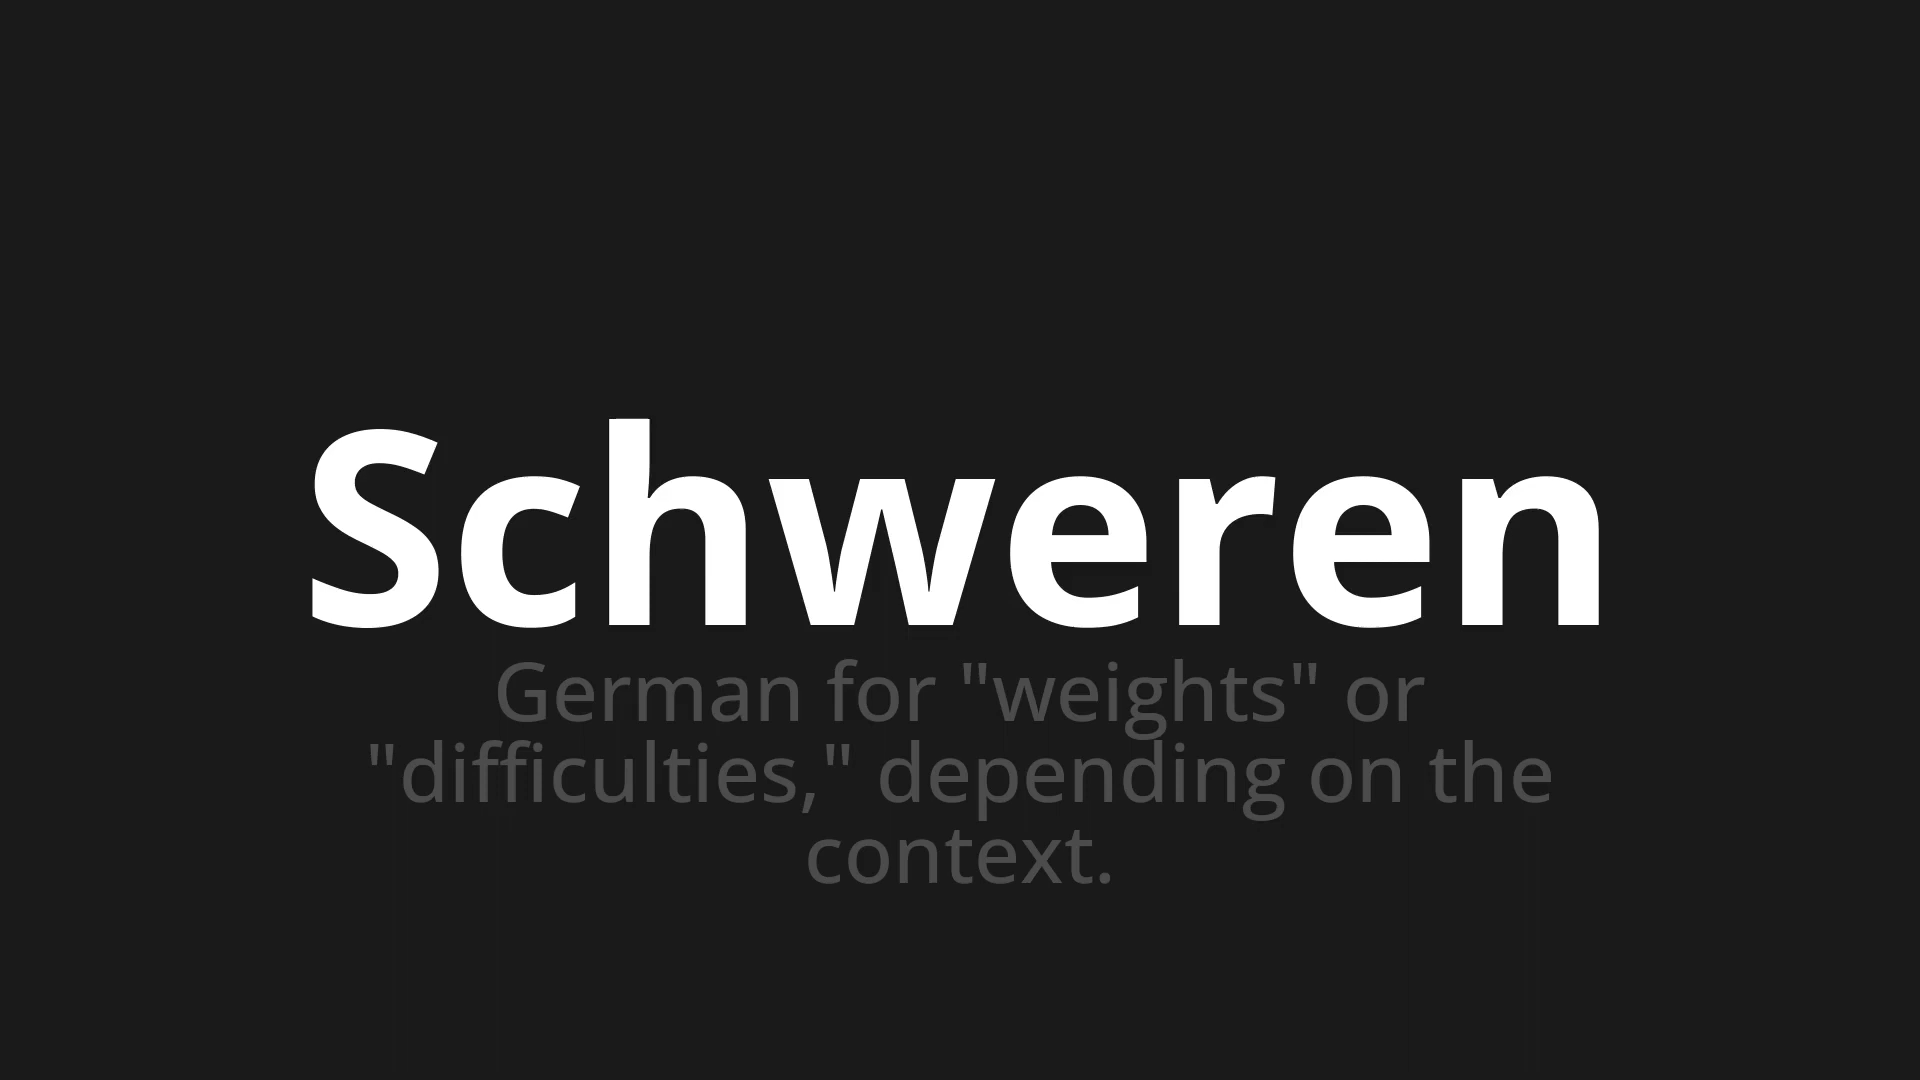 Schweren
German for "weights" or
"difficulties," depending on the
context.